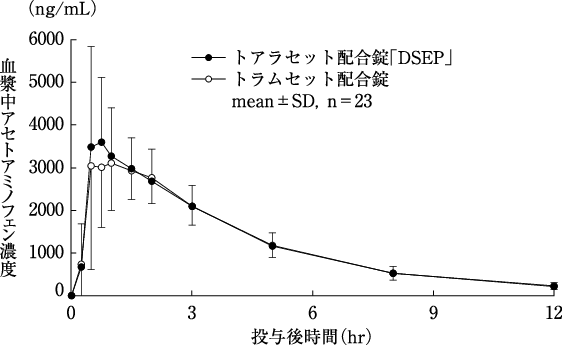 (ng/mL)
6000
5000
4000
3000
2000
1000
0
血漿中アセトアミノフェン濃度
トアラセット配合錠「DSEP」
トラムセット配合錠
mean±SD, n=23
0 3 6 9 12
投与後時間(hr)